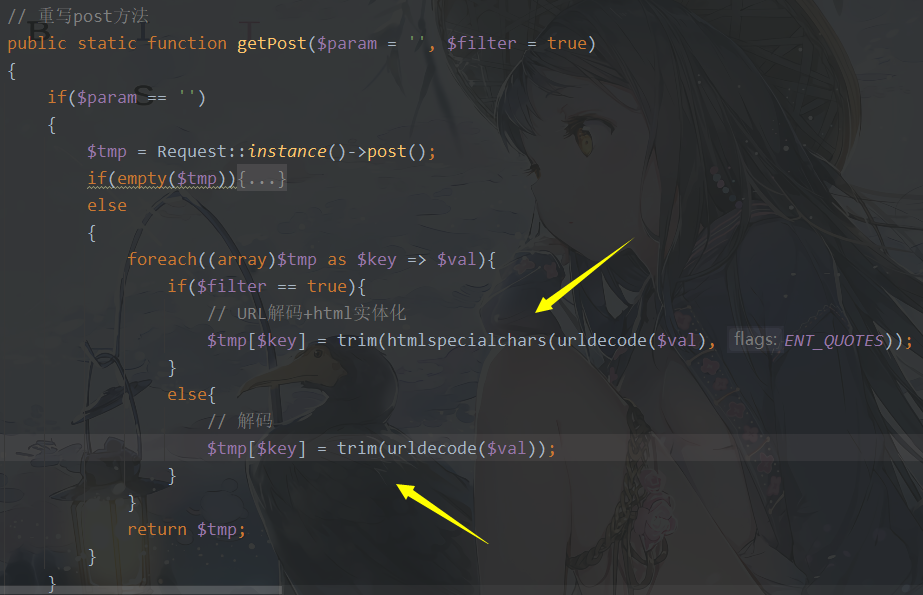 // 重写post方法
public static function getPost($param = '', $filter = true)
{
if($param == '')
{
$tmp = Request::instance()->post();
if(empty($tmp)){...}
else
{
foreach((array)$tmp as $key => $val){
if($filter == true){
// URL解码+html实体化
$tmp[$key] = trim(htmlspecialchars(urldecode($val), flags: ENT_QUOTES));
}
else{
// 解码
$tmp[$key] = trim(urldecode($val));
}
}
return $tmp;
}
}